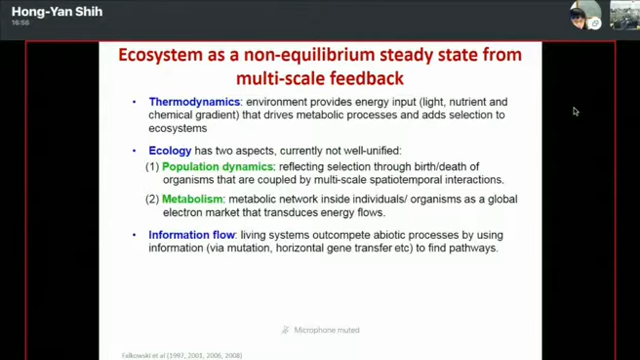 Hong-Yan Shih
16:58
Ecosystem as a non-equilibrium steady state from
multi-scale feedback
• Thermodynamics: environment provides energy input (light, nutrient and
chemical gradient) that drives metabolic processes and adds selection to
ecosystems
• Ecology has two aspects, currently not well-unified:
(1) Population dynamics: reflecting selection through birth/death of
organisms that are coupled by multi-scale spatiotemporal interactions.
(2) Metabolism: metabolic network inside individuals/ organisms as a global
electron market that transduces energy flows.
• Information flow: living systems outcompete abiotic processes by using
information (via mutation, horizontal gene transfer etc) to find pathways.
Microphone muted
Falkowski et al (1997, 2001, 2006, 2008)